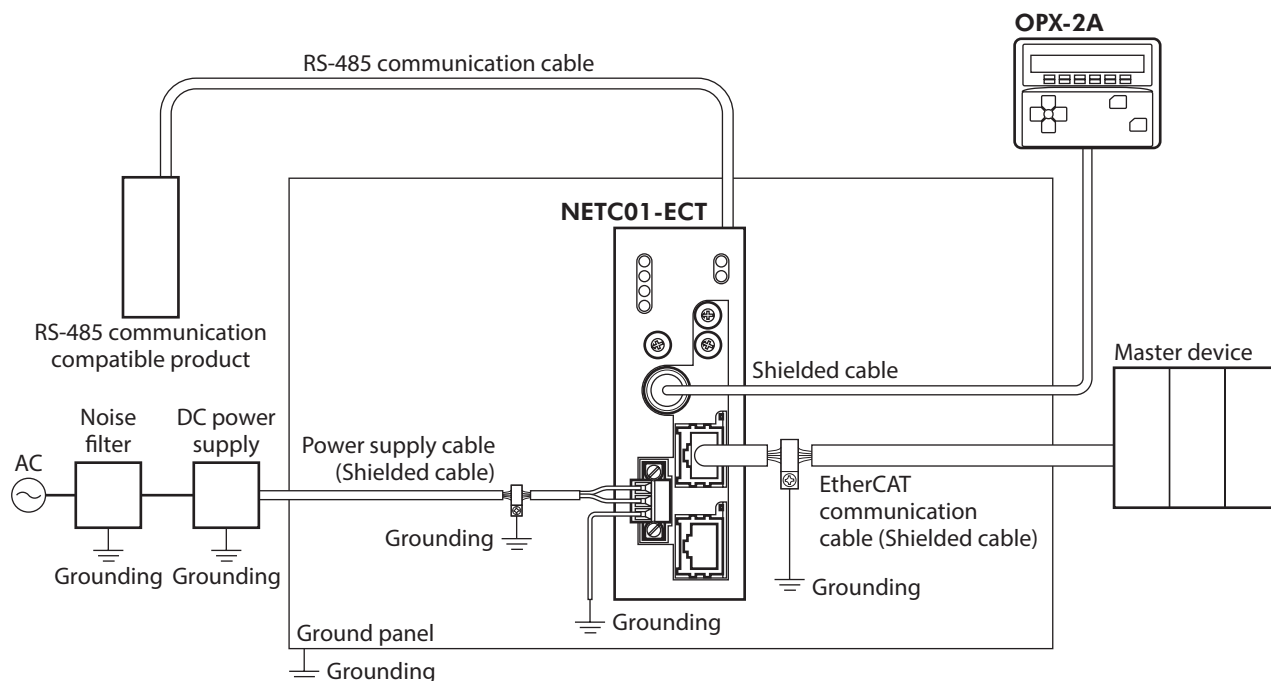 OPX-2A
RS-485 communication cable
NETC01-ECT
RS-485 communication
compatible product
Shielded cable
Master device
Noise
filter
DC power
supply
AC
Power supply cable
(Shielded cable)
EtherCAT
communication
cable (Shielded cable)
Grounding
Grounding
Grounding
Grounding
Grounding
Ground panel
Grounding